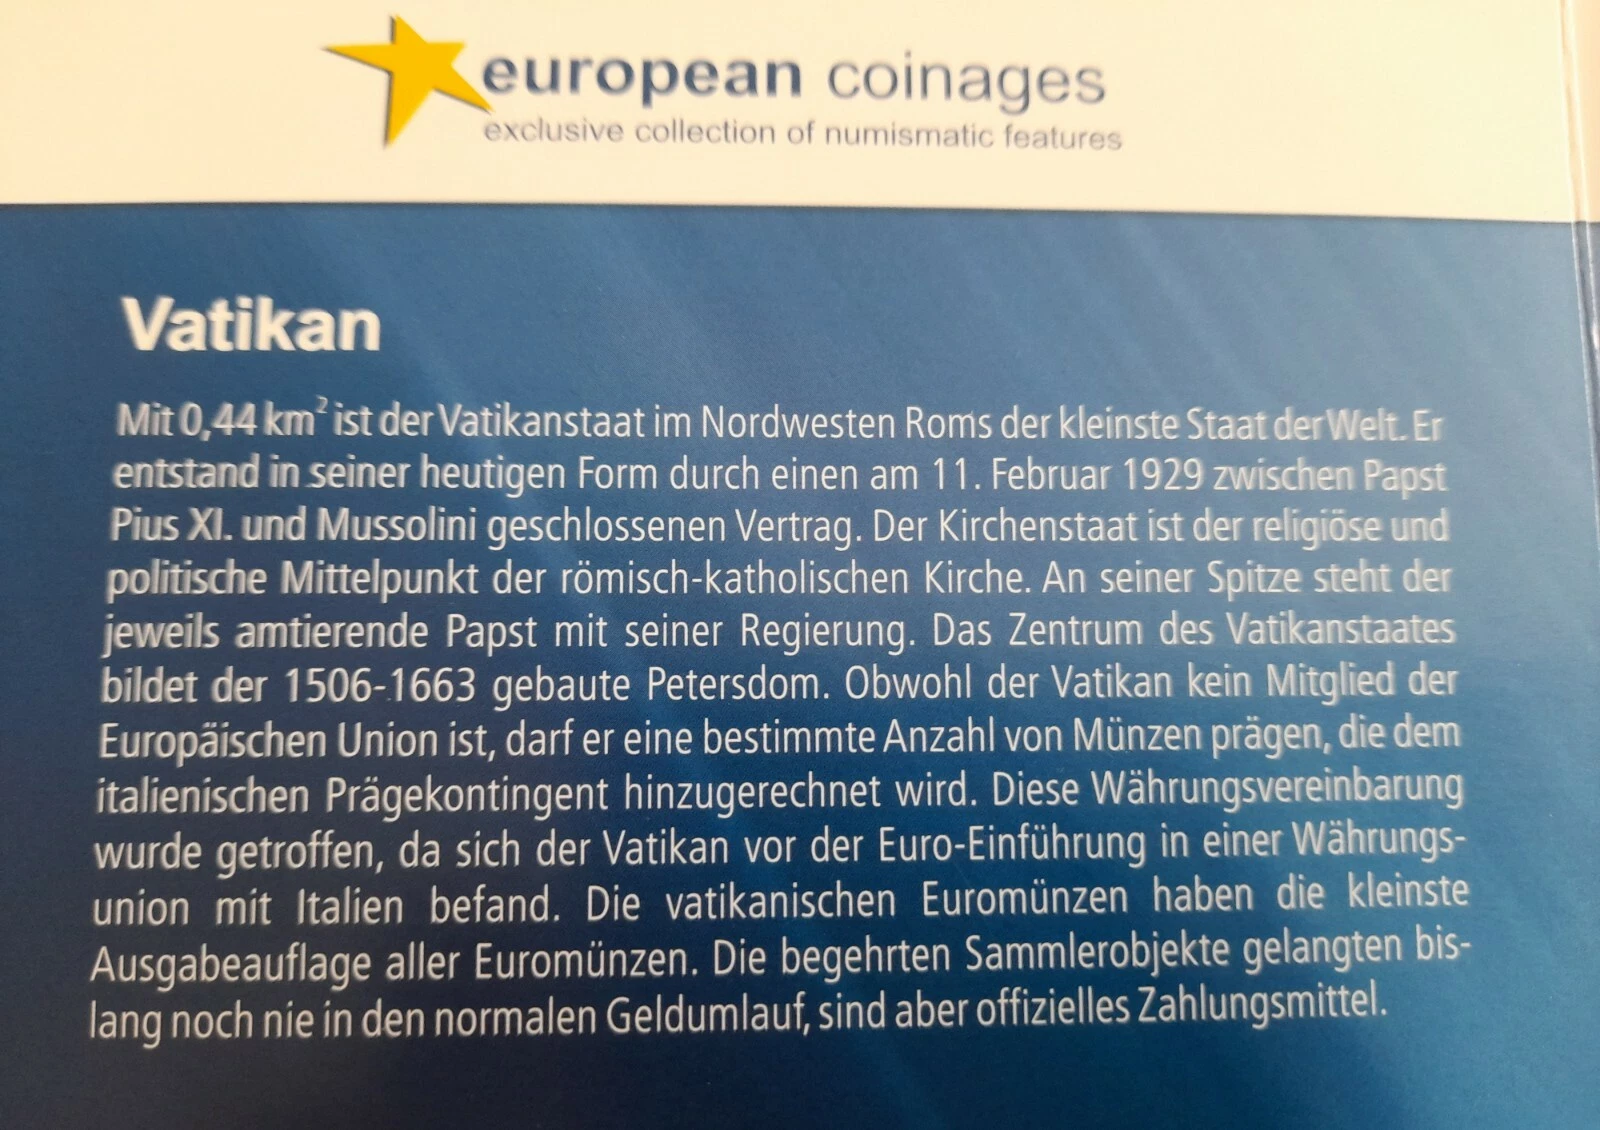 european coinages
exclusive collection of numismatic features
Vatikan
Mit 0,44 km² ist der Vatikanstaat im Nordwesten Roms der kleinste Staat der Welt. Er
entstand in seiner heutigen Form durch einen am 11. Februar 1929 zwischen Papst
Pius XI. und Mussolini geschlossenen Vertrag. Der Kirchenstaat ist der religiöse und
politische Mittelpunkt der römisch-katholischen Kirche. An seiner Spitze steht der
jeweils amtierende Papst mit seiner Regierung. Das Zentrum des Vatikanstaates
bildet der 1506-1663 gebaute Petersdom. Obwohl der Vatikan kein Mitglied der
Europäischen Union ist, darf er eine bestimmte Anzahl von Münzen prägen, die dem
italienischen Prägekontingent hinzugerechnet wird. Diese Währungsvereinbarung
wurde getroffen, da sich der Vatikan vor der Euro-Einführung in einer Währungs-
union mit Italien befand. Die vatikanischen Euromünzen haben die kleinste
Ausgabeauflage aller Euromünzen. Die begehrten Sammlerobjekte gelangten bis-
lang noch nie in den normalen Geldumlauf, sind aber offizielles Zahlungsmittel.